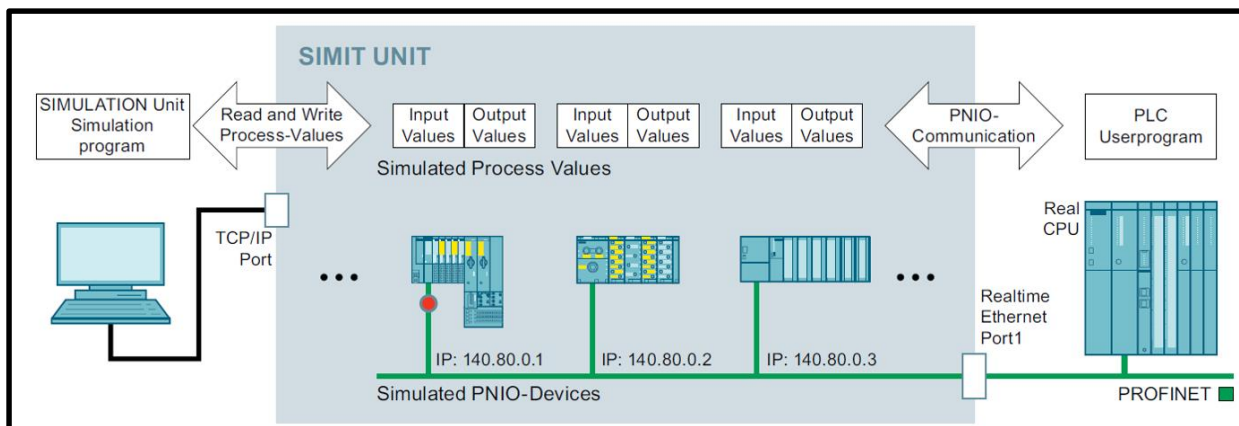 SIMIT UNIT
SIMULATION Unit
Simulation
program
Read and Write
Process-Values
Input
Values
Output
Values
Input
Values
Output
Values
Input
Values
Output
Values
PNIO-
Communication
PLC
Userprogram
Simulated Process Values
TCP/IP
Port
Real
CPU
Realtime
Ethernet
Port1
IP: 140.80.0.1
IP: 140.80.0.2
IP: 140.80.0.3
Simulated PNIO-Devices
PROFINET